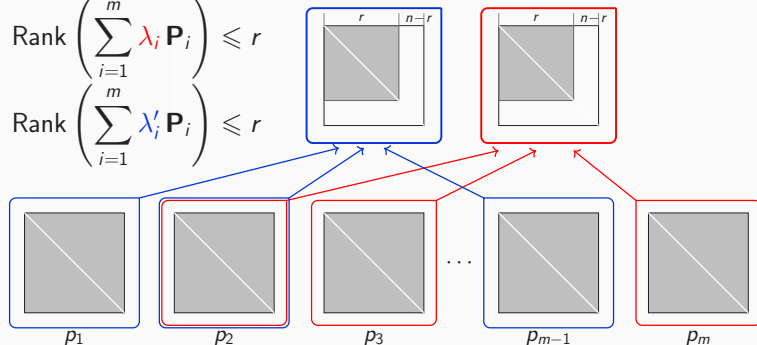 Rank ( ∑_{i=1}^{m} λ_i P_i ) ⩽ r
Rank ( ∑_{i=1}^{m} λ′_i P_i ) ⩽ r
r n−r
r n−r
...
p_1 p_2 p_3 p_{m−1} p_m